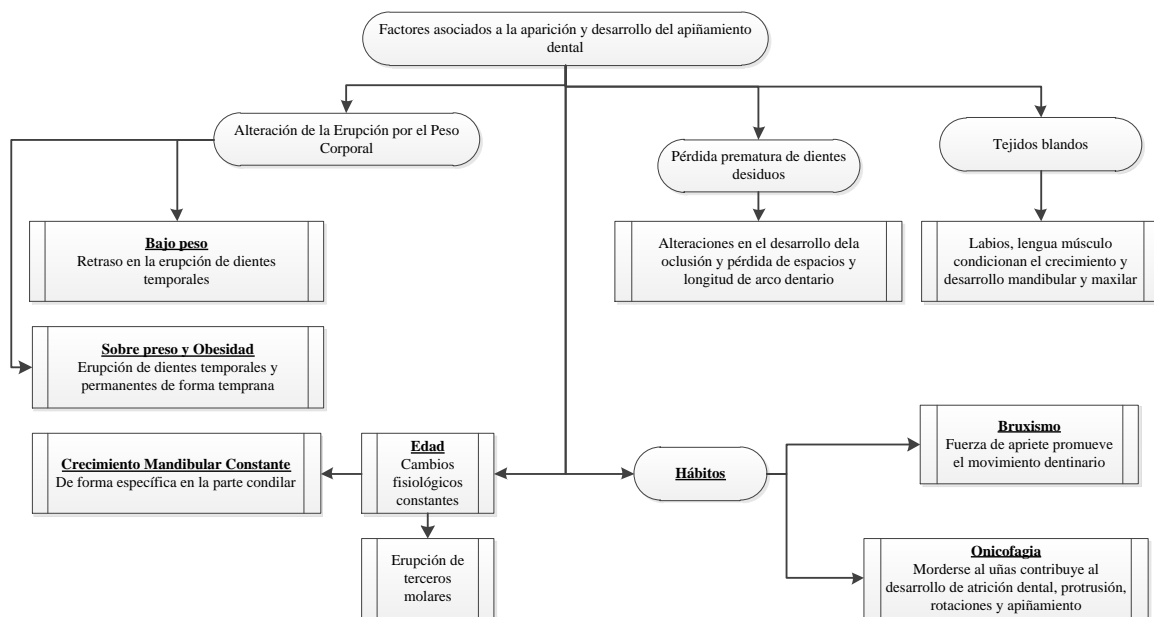 Factores asociados a la aparición y desarrollo del apiñamiento
dental
Alteración de la Erupción por el Peso
Corporal
Pérdida prematura de dientes
desiduos
Tejidos blandos
Bajo peso
Retraso en la erupción de dientes
temporales
Alteraciones en el desarrollo dela
oclusión y pérdida de espacios y
longitud de arco dentario
Labios, lengua músculo
condicionan el crecimiento y
desarrollo mandibular y maxilar
Sobre preso y Obesidad
Erupción de dientes temporales y
permanentes de forma temprana
Crecimiento Mandibular Constante
De forma específica en la parte condilar
Edad
Cambios
fisiológicos
constantes
Hábitos
Bruxismo
Fuerza de apriete promueve
el movimiento dentinario
Erupción de
terceros
molares
Onicofagia
Morderse al uñas contribuye al
desarrollo de atrición dental, protrusión,
rotaciones y apiñamiento